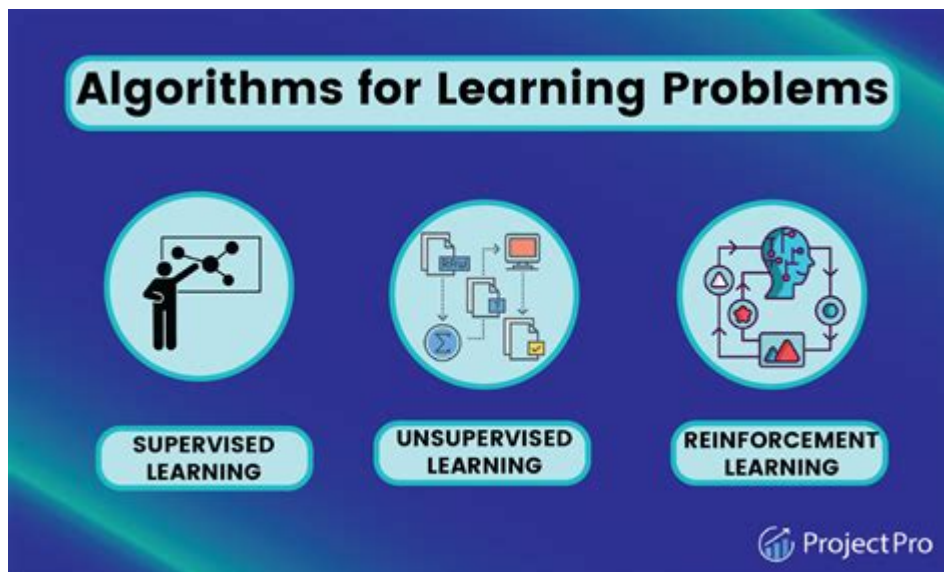 Algorithms for Learning Problems
SUPERVISED
LEARNING
UNSUPERVISED
LEARNING
REINFORCEMENT
LEARNING
ProjectPro